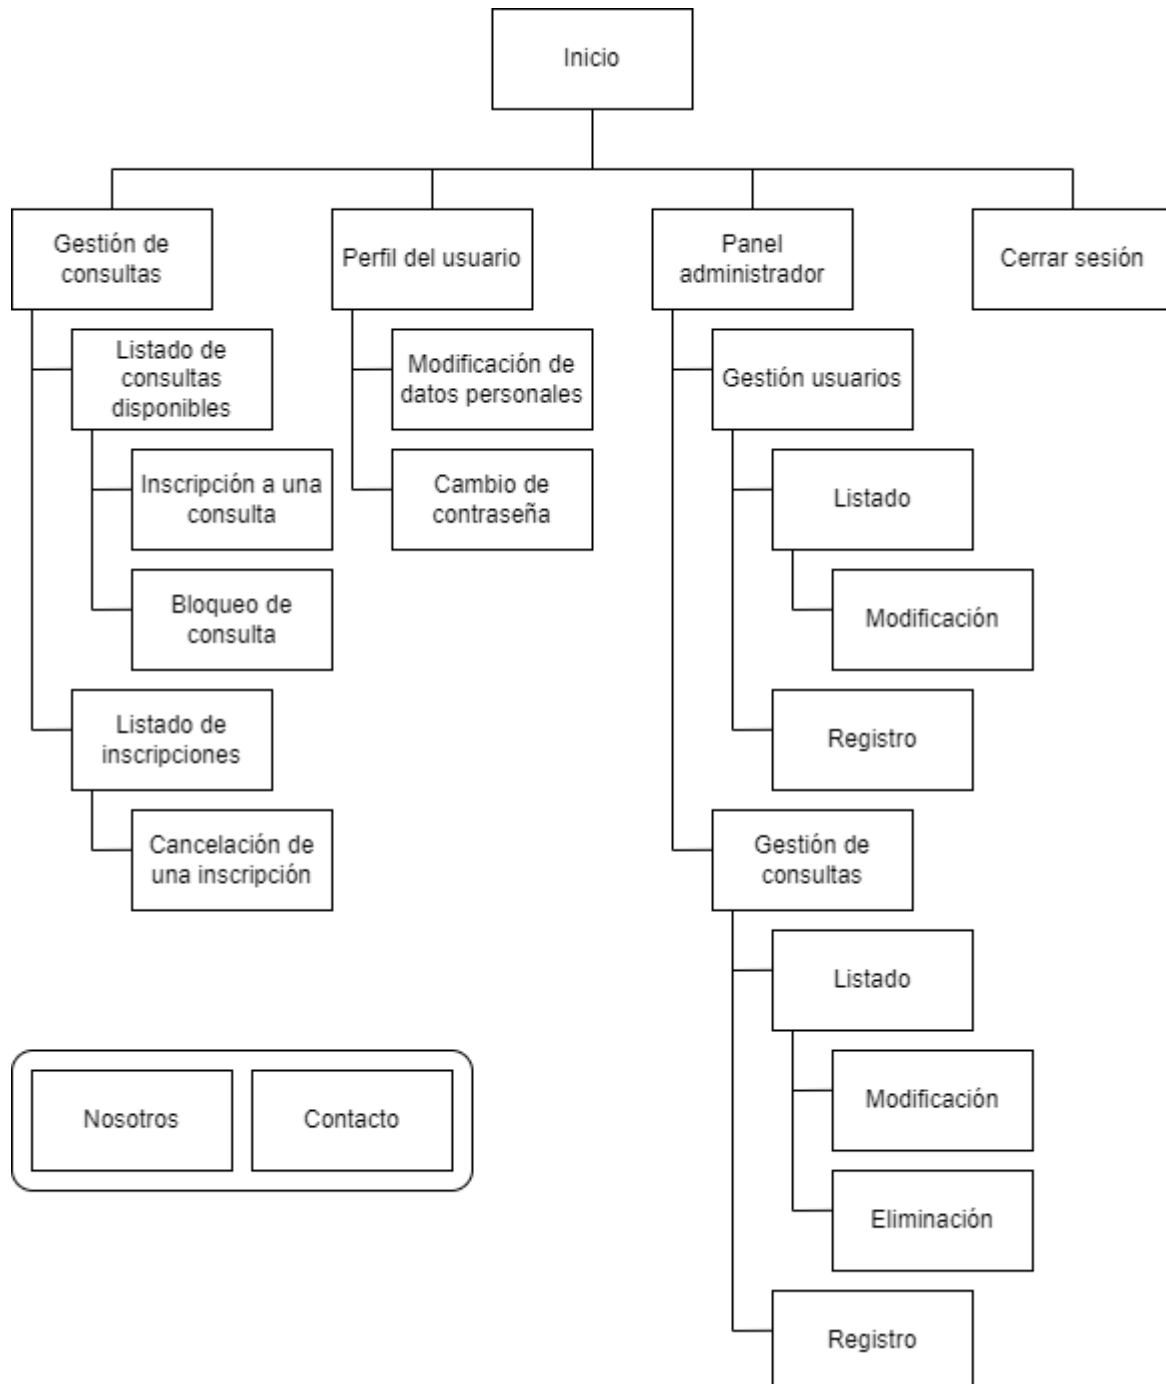 Inicio
Gestión de
consultas
Perfil del usuario
Panel
administrador
Cerrar sesión
Listado de
consultas
disponibles
Inscripción a una
consulta
Bloqueo de
consulta
Listado de
inscripciones
Cancelación de
una inscripción
Modificación de
datos personales
Cambio de
contraseña
Gestión usuarios
Listado
Modificación
Registro
Gestión de
consultas
Listado
Modificación
Eliminación
Registro
Nosotros
Contacto